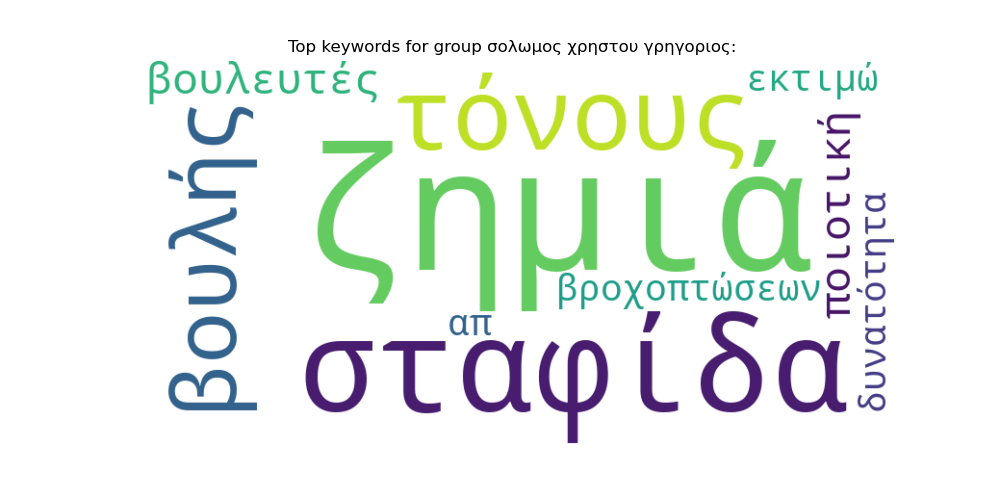 Top keywords for group σολωμος χρηστου γρηγοριος:
βουλευτές
εκτιμώ
τόνους
βουλής
ζημιά
ποιοτική
δυνατότητα
βροχοπτώσεων
απ
σταφίδα